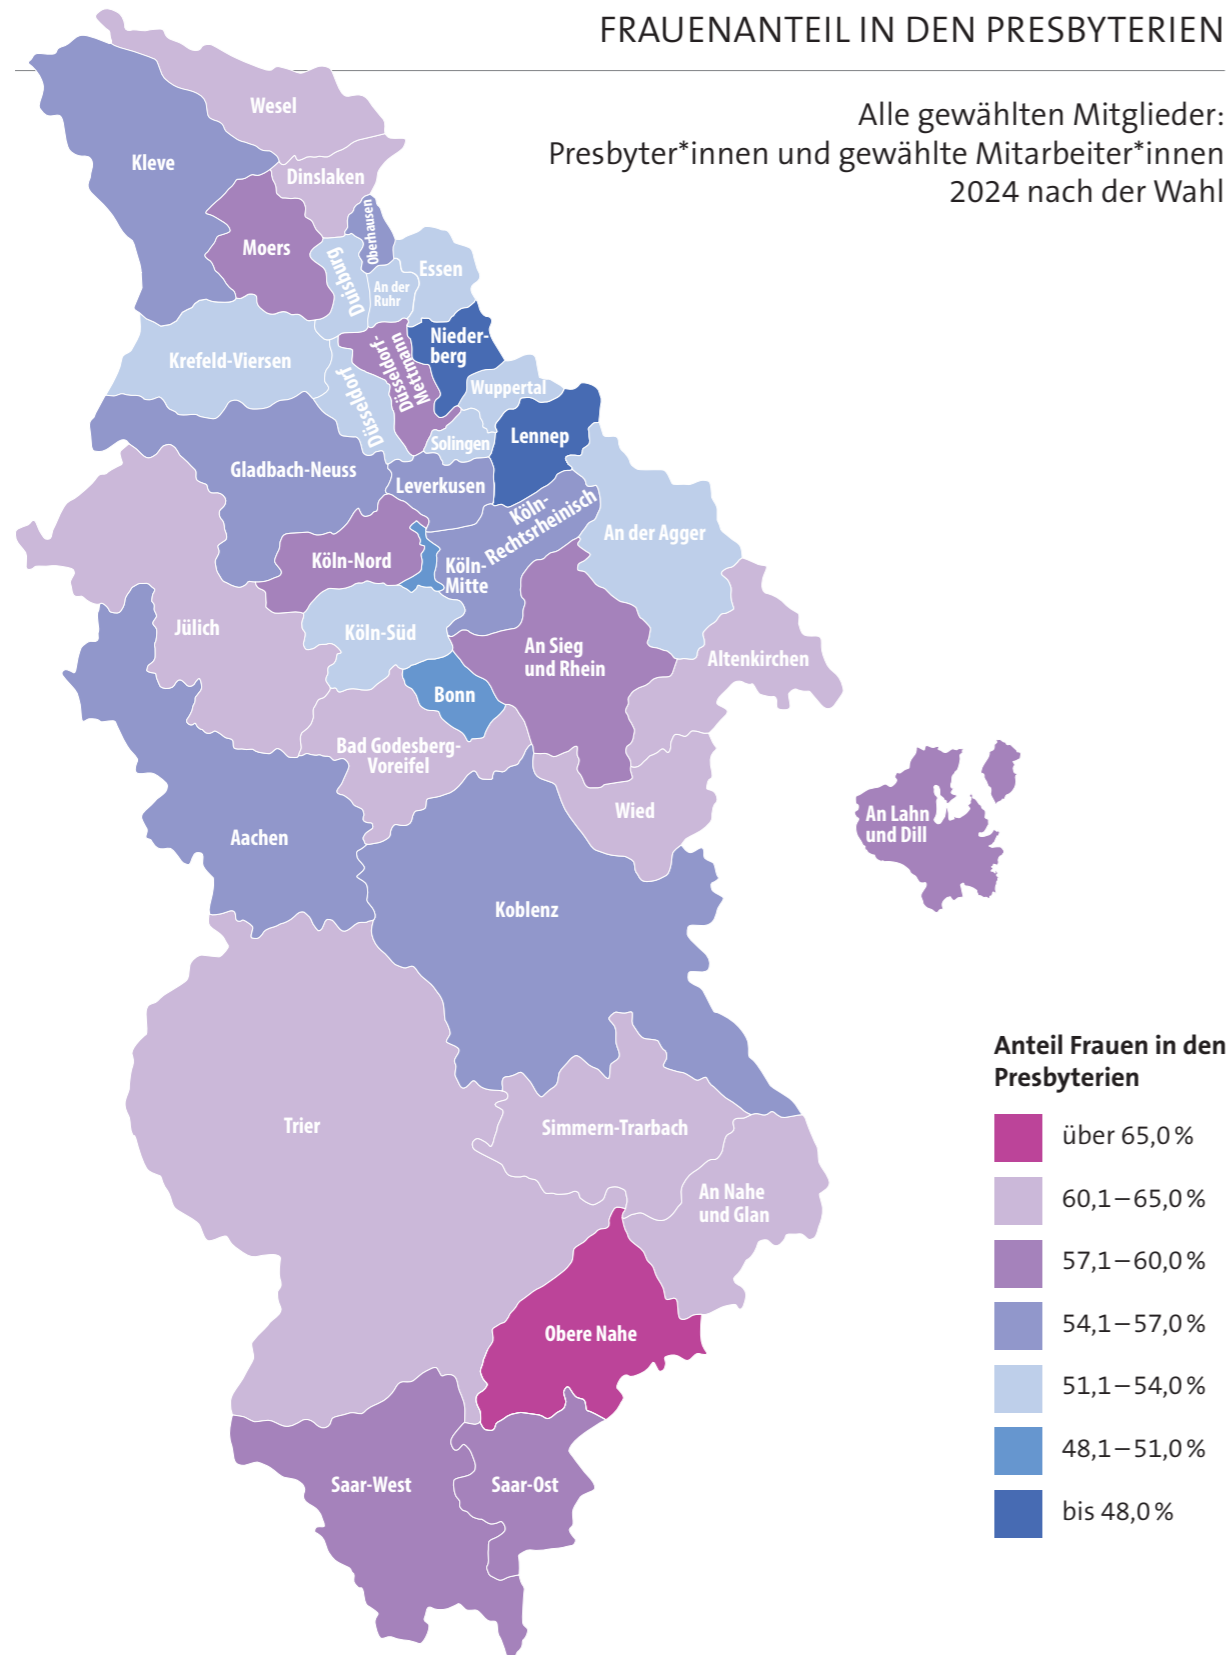 FRAUENANTEIL IN DEN PRESBYTERIEN
Alle gewählten Mitglieder:
Presbyter*innen und gewählte Mitarbeiter*innen
2024 nach der Wahl
Wesel
Kleve
Dinslaken
Oberhausen
Moers
Duisburg
Essen
An der
Ruhr
Nieder-
berg
Krefeld-Viersen
Düsseldorf-
Mettmann
Düsseldorf
Wuppertal
Solingen
Lennep
Gladbach-Neuss
Leverkusen
Köln-
Rechtsrheinisch
An der Agger
Köln-Nord
Köln-
Mitte
Jülich
Köln-Süd
An Sieg
und Rhein
Altenkirchen
Bonn
Bad Godesberg-
Voreifel
Wied
An Lahn
und Dill
Aachen
Koblenz
Trier
Simmern-Trarbach
An Nahe
und Glan
Obere Nahe
Saar-West
Saar-Ost
Anteil Frauen in den
Presbyterien
über 65,0 %
60,1 – 65,0 %
57,1 – 60,0 %
54,1 – 57,0 %
51,1 – 54,0 %
48,1 – 51,0 %
bis 48,0 %